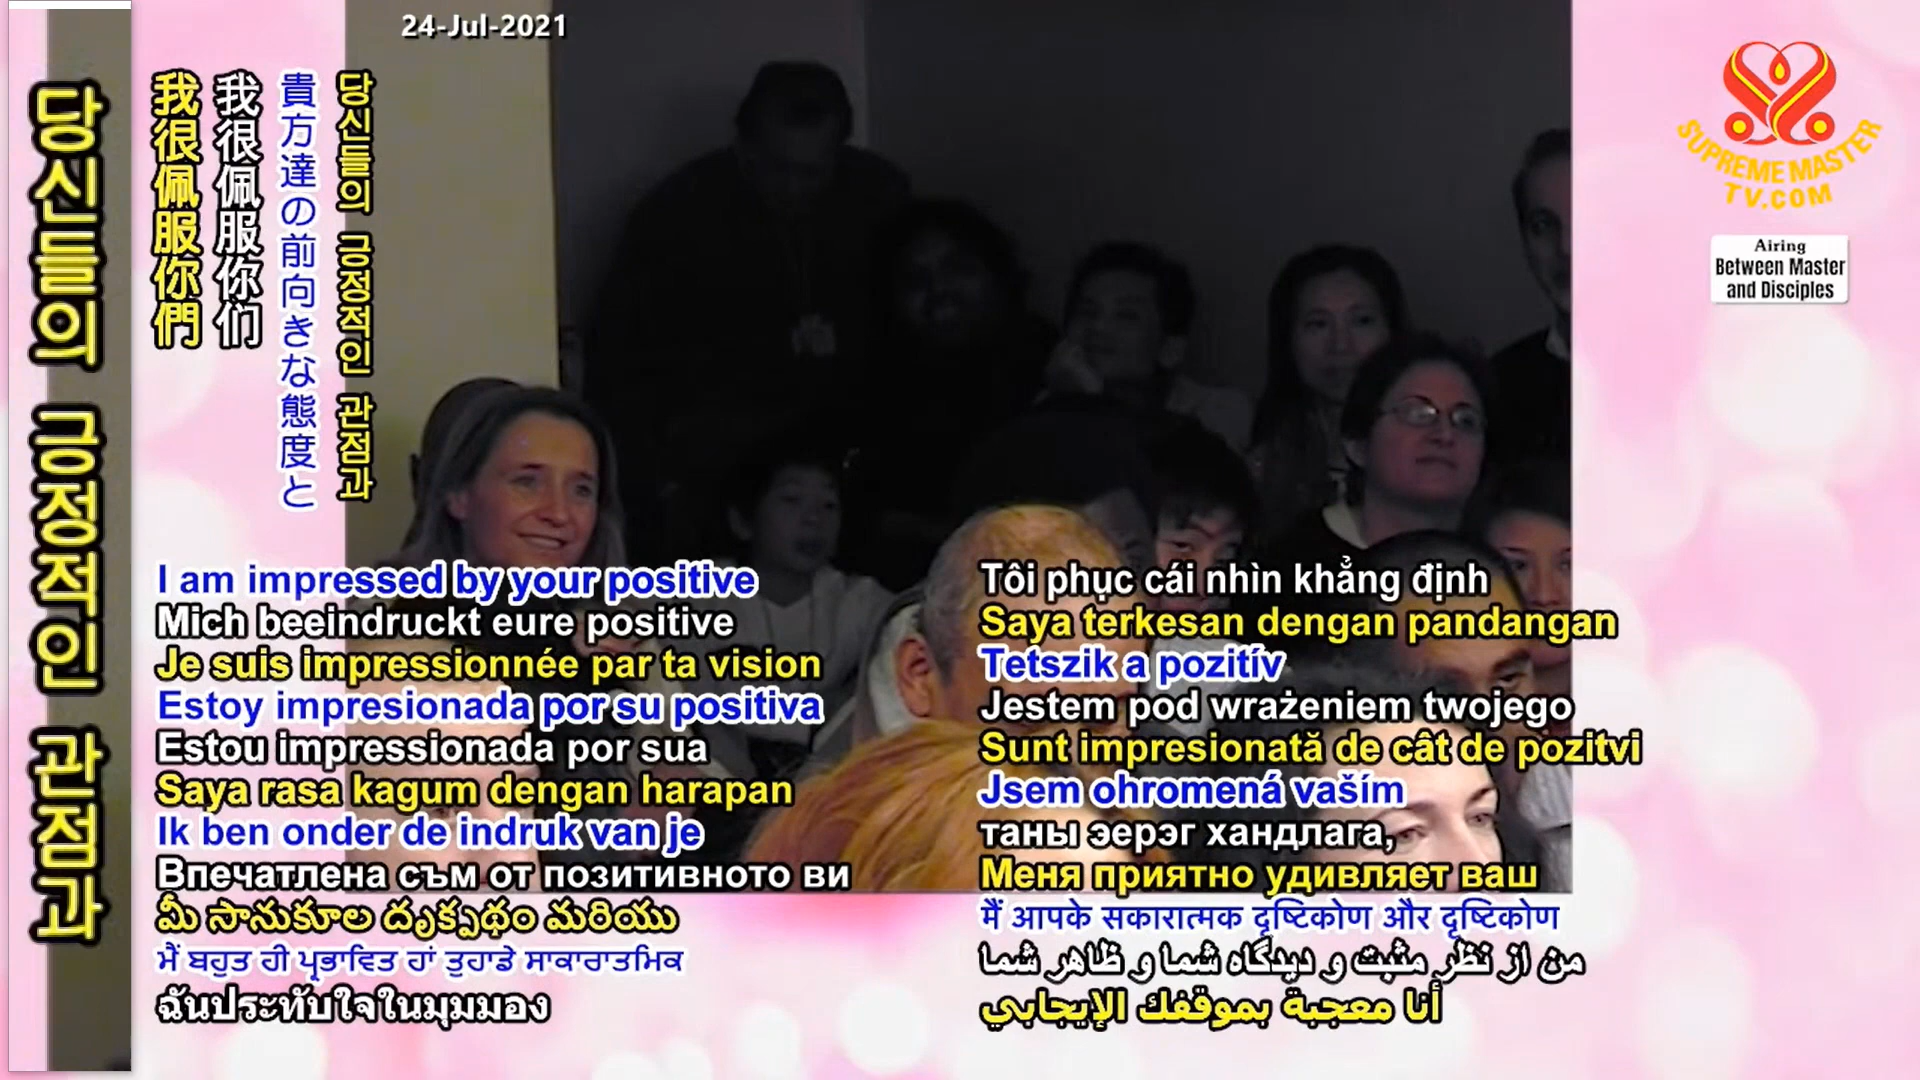 24-Jul-2021
당신들의 긍정적인 관점과
我很佩服你們
我很佩服你们
貴方達の前向きな態度と
당신들의 긍정적인 관점과
SUPREME MASTER
TV.COM
Airing
Between Master
and Disciples
I am impressed by your positive
Mich beeindruckt eure positive
Je suis impressionnée par ta vision
Estoy impresionada por su positiva
Estou impressionada por sua
Saya rasa kagum dengan harapan
Ik ben onder de indruk van je
Впечатлена съм от позитивното ви
మీ సానుకూల దృక్పథం మరియు
ਮੈਂ ਬਹੁਤ ਹੀ ਪ੍ਰਭਾਵਿਤ ਹਾਂ ਤੁਹਾਡੇ ਸਾਕਾਰਾਤਮਿਕ
ฉันประทับใจในมุมมอง
Tôi phục cái nhìn khẳng định
Saya terkesan dengan pandangan
Tetszik a pozitív
Jestem pod wrażeniem twojego
Sunt impresionată de cât de pozitvi
Jsem ohromená vaším
таны эерэг хандлага,
Меня приятно удивляет ваш
मैं आपके सकारात्मक दृष्टिकोण और दृष्टिकोण
من از نظر مثبت و دیدگاه شما و ظاهر شما
أنا معجبة بموقفك الإيجابي